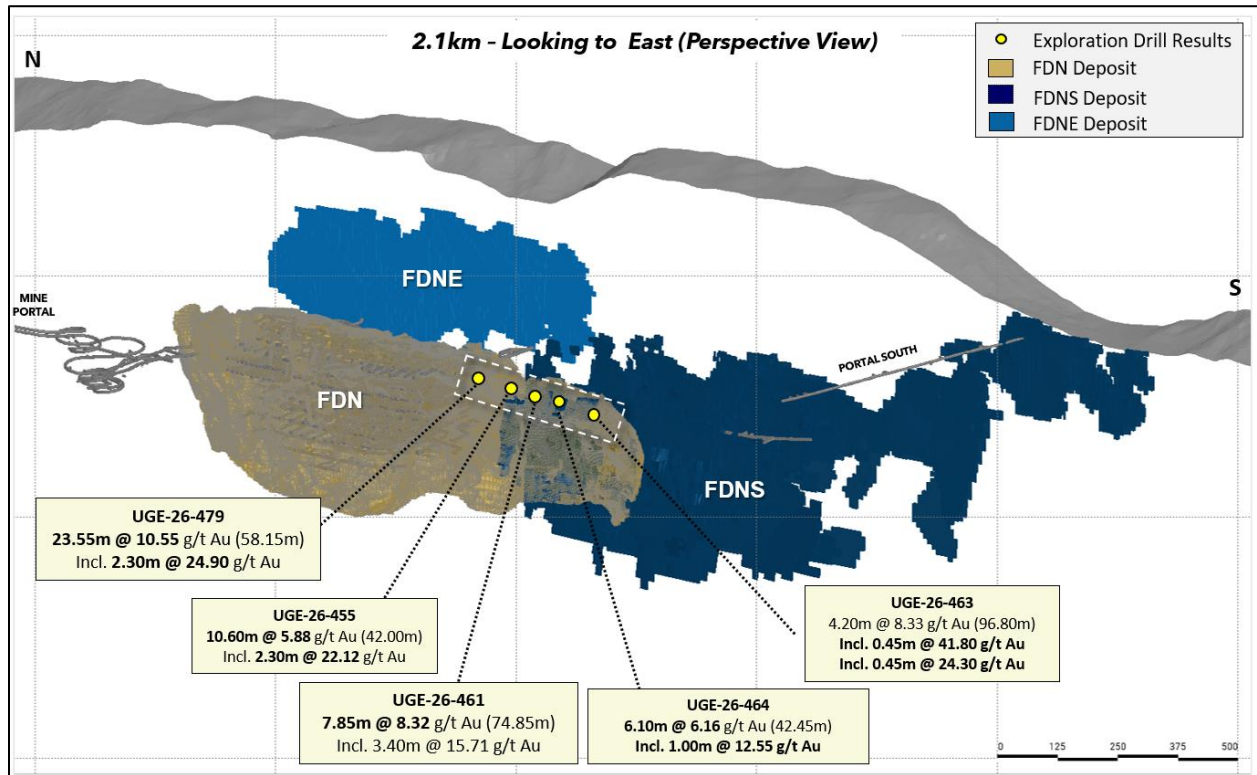 2.1km – Looking to East (Perspective View)
Exploration Drill Results
FDN Deposit
FDNS Deposit
FDNE Deposit
N
S
MINE
PORTAL
FDNE
FDN
PORTAL SOUTH
FDNS
UGE-26-479
23.55m @ 10.55 g/t Au (58.15m)
Incl. 2.30m @ 24.90 g/t Au
UGE-26-455
10.60m @ 5.88 g/t Au (42.00m)
Incl. 2.30m @ 22.12 g/t Au
UGE-26-461
7.85m @ 8.32 g/t Au (74.85m)
Incl. 3.40m @ 15.71 g/t Au
UGE-26-464
6.10m @ 6.16 g/t Au (42.45m)
Incl. 1.00m @ 12.55 g/t Au
UGE-26-463
4.20m @ 8.33 g/t Au (96.80m)
Incl. 0.45m @ 41.80 g/t Au
Incl. 0.45m @ 24.30 g/t Au
0 125 250 375 500